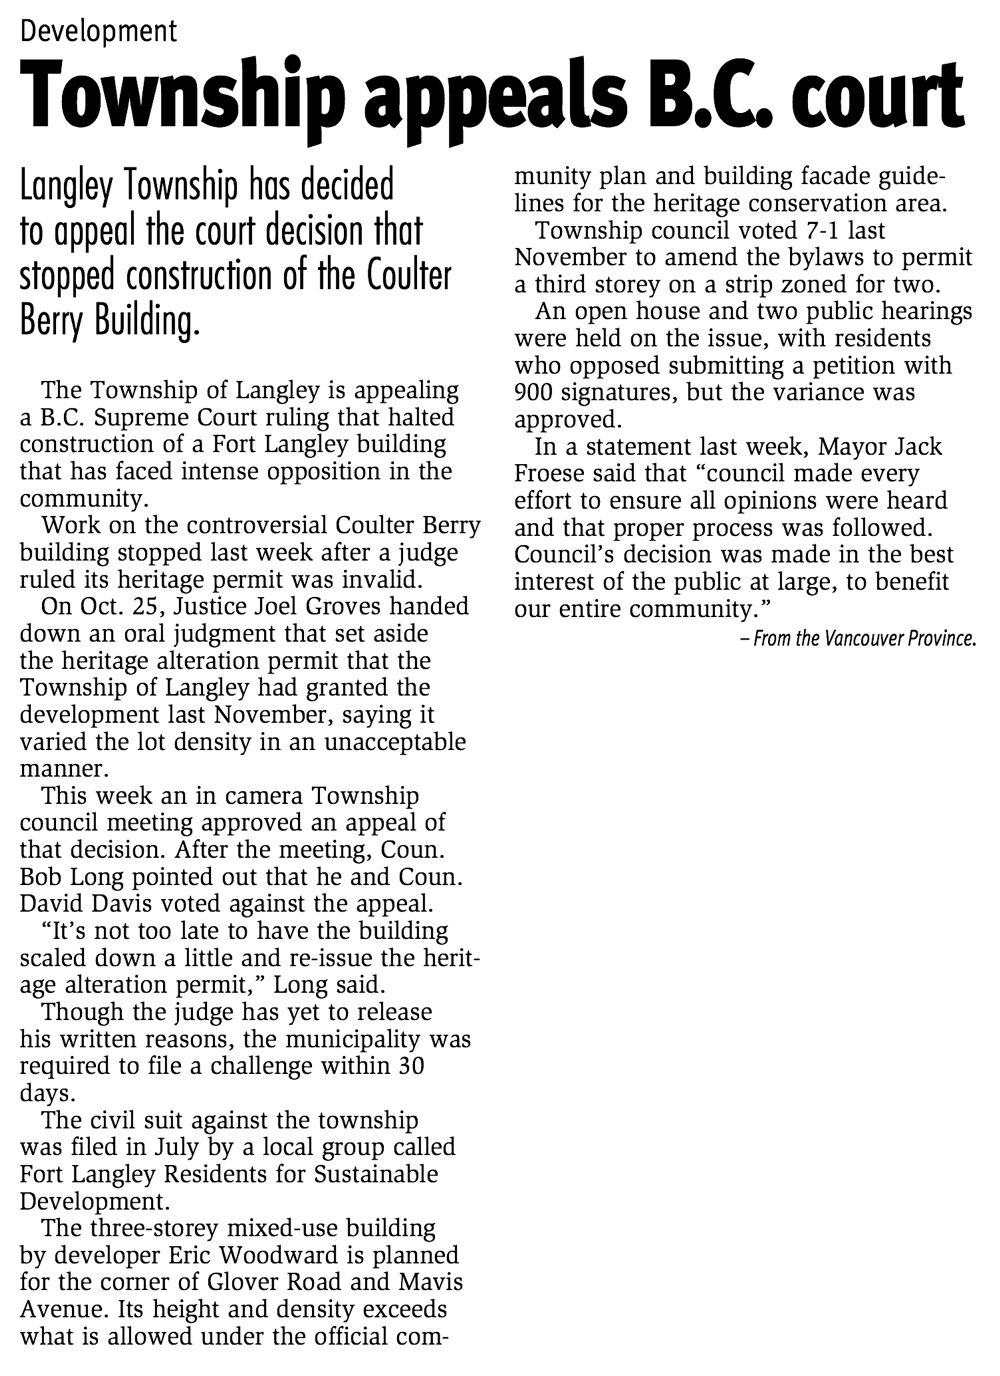 Development
Township appeals B.C. court
Langley Township has decided
to appeal the court decision that
stopped construction of the Coulter
Berry Building.
The Township of Langley is appealing
a B.C. Supreme Court ruling that halted
construction of a Fort Langley building
that has faced intense opposition in the
community.
Work on the controversial Coulter Berry
building stopped last week after a judge
ruled its heritage permit was invalid.
On Oct. 25, Justice Joel Groves handed
down an oral judgment that set aside
the heritage alteration permit that the
Township of Langley had granted the
development last November, saying it
varied the lot density in an unacceptable
manner.
This week an in camera Township
council meeting approved an appeal of
that decision. After the meeting, Coun.
Bob Long pointed out that he and Coun.
David Davis voted against the appeal.
“It’s not too late to have the building
scaled down a little and re-issue the herit-
age alteration permit,” Long said.
Though the judge has yet to release
his written reasons, the municipality was
required to file a challenge within 30
days.
The civil suit against the township
was filed in July by a local group called
Fort Langley Residents for Sustainable
Development.
The three-storey mixed-use building
by developer Eric Woodward is planned
for the corner of Glover Road and Mavis
Avenue. Its height and density exceeds
what is allowed under the official com-
munity plan and building facade guide-
lines for the heritage conservation area.
Township council voted 7-1 last
November to amend the bylaws to permit
a third storey on a strip zoned for two.
An open house and two public hearings
were held on the issue, with residents
who opposed submitting a petition with
900 signatures, but the variance was
approved.
In a statement last week, Mayor Jack
Froese said that “council made every
effort to ensure all opinions were heard
and that proper process was followed.
Council’s decision was made in the best
interest of the public at large, to benefit
our entire community.”
– From the Vancouver Province.